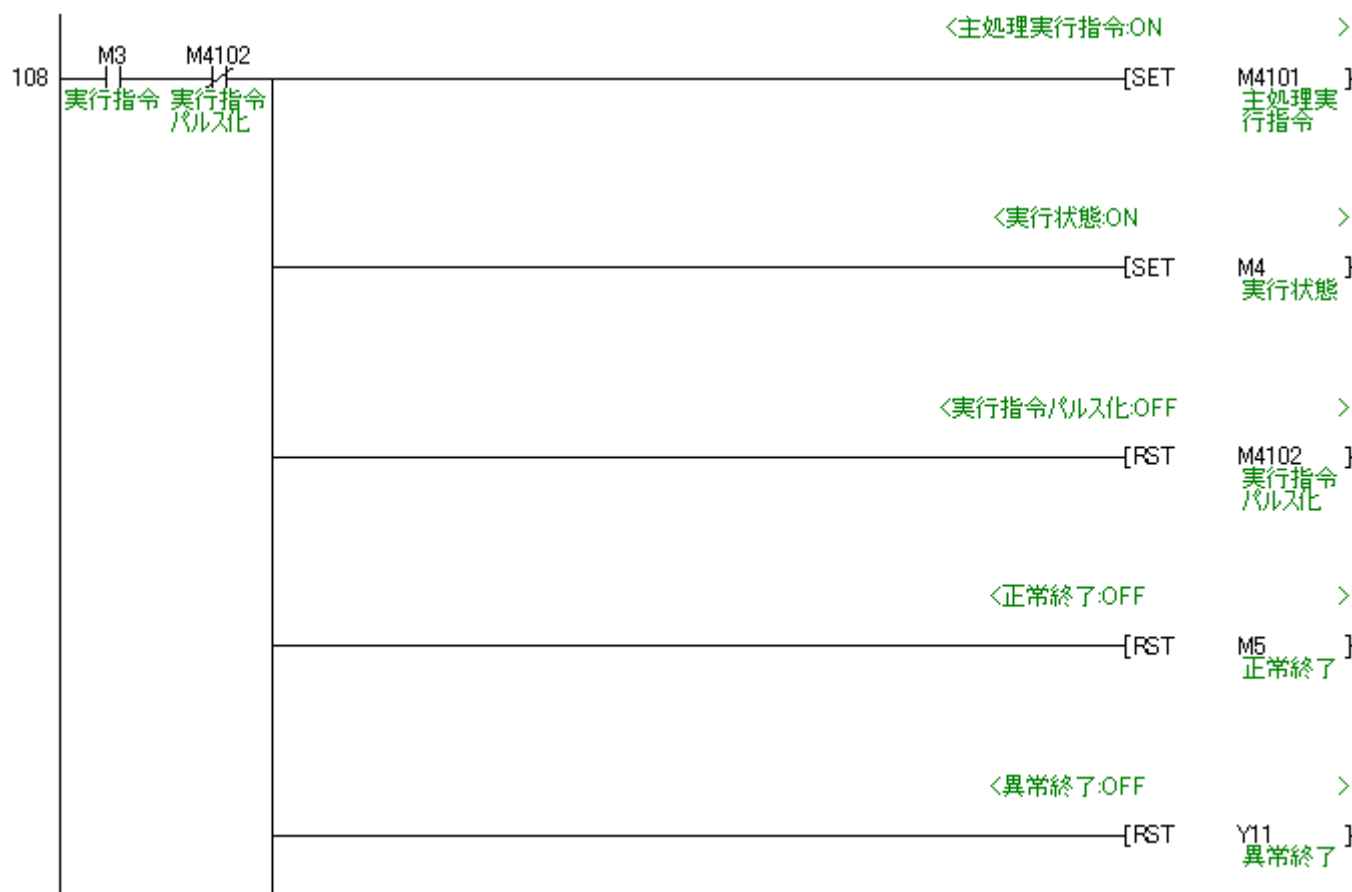 <主処理実行指令:ON >
M3 M4102
108 [SET M4101 ]
実行指令 実行指令 主処理実
パルス化 行指令
<実行状態:ON >
[SET M4 ]
実行状態
<実行指令パルス化:OFF >
[RST M4102 ]
実行指令
パルス化
<正常終了:OFF >
[RST M5 ]
正常終了
<異常終了:OFF >
[RST Y11 ]
異常終了